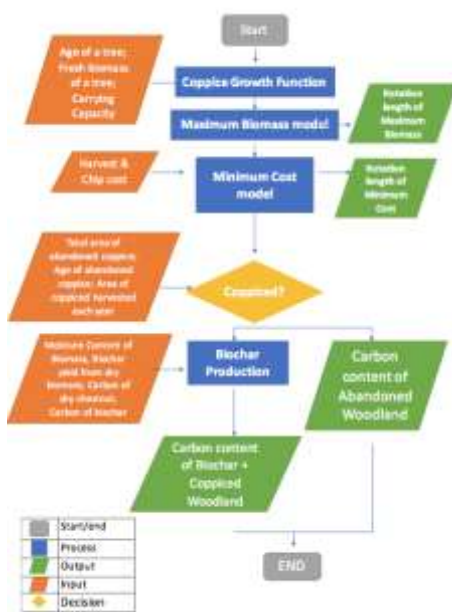 Start
Age of a tree;
Fresh Biomass
of a tree;
Carrying
Capacity
Coppice Growth Function
Maximum Biomass model
Rotation
length of
Maximum
Biomass
Harvest &
Chip cost
Minimum Cost
model
Rotation
length of
Minimum
Cost
Total area of
abandoned coppice;
Age of abandoned
coppice; Area of
coppiced harvested
each year
Coppiced?
Moisture Content of
Biomass, Biochar
yield from dry
biomass, Carbon of
dry chestnut,
Carbon of biochar
Biochar
Production
Carbon
content of
Abandoned
Woodland
Carbon content
of Biochar +
Coppiced
Woodland
END
Start/end
Process
Output
Input
Decision